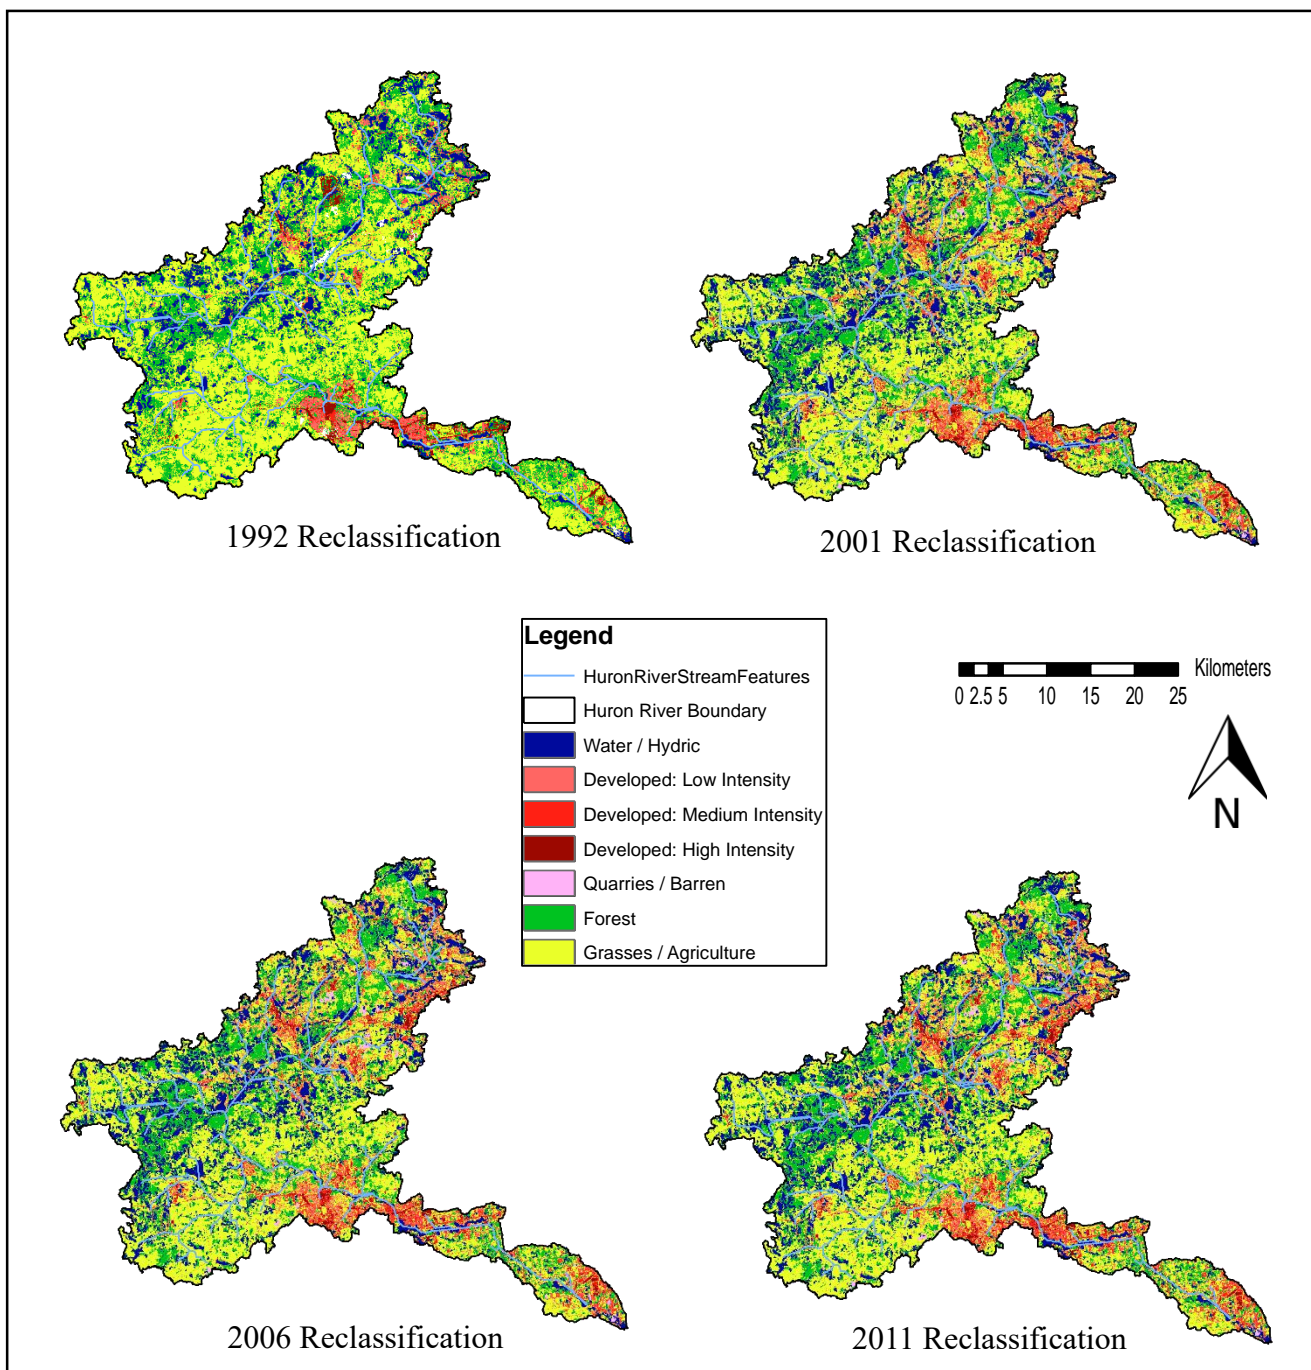 1992 Reclassification
2001 Reclassification
Legend
HuronRiverStreamFeatures
Huron River Boundary
Water / Hydric
Developed: Low Intensity
Developed: Medium Intensity
Developed: High Intensity
Quarries / Barren
Forest
Grasses / Agriculture
Kilometers
0 2.5 5 10 15 20 25
N
2006 Reclassification
2011 Reclassification